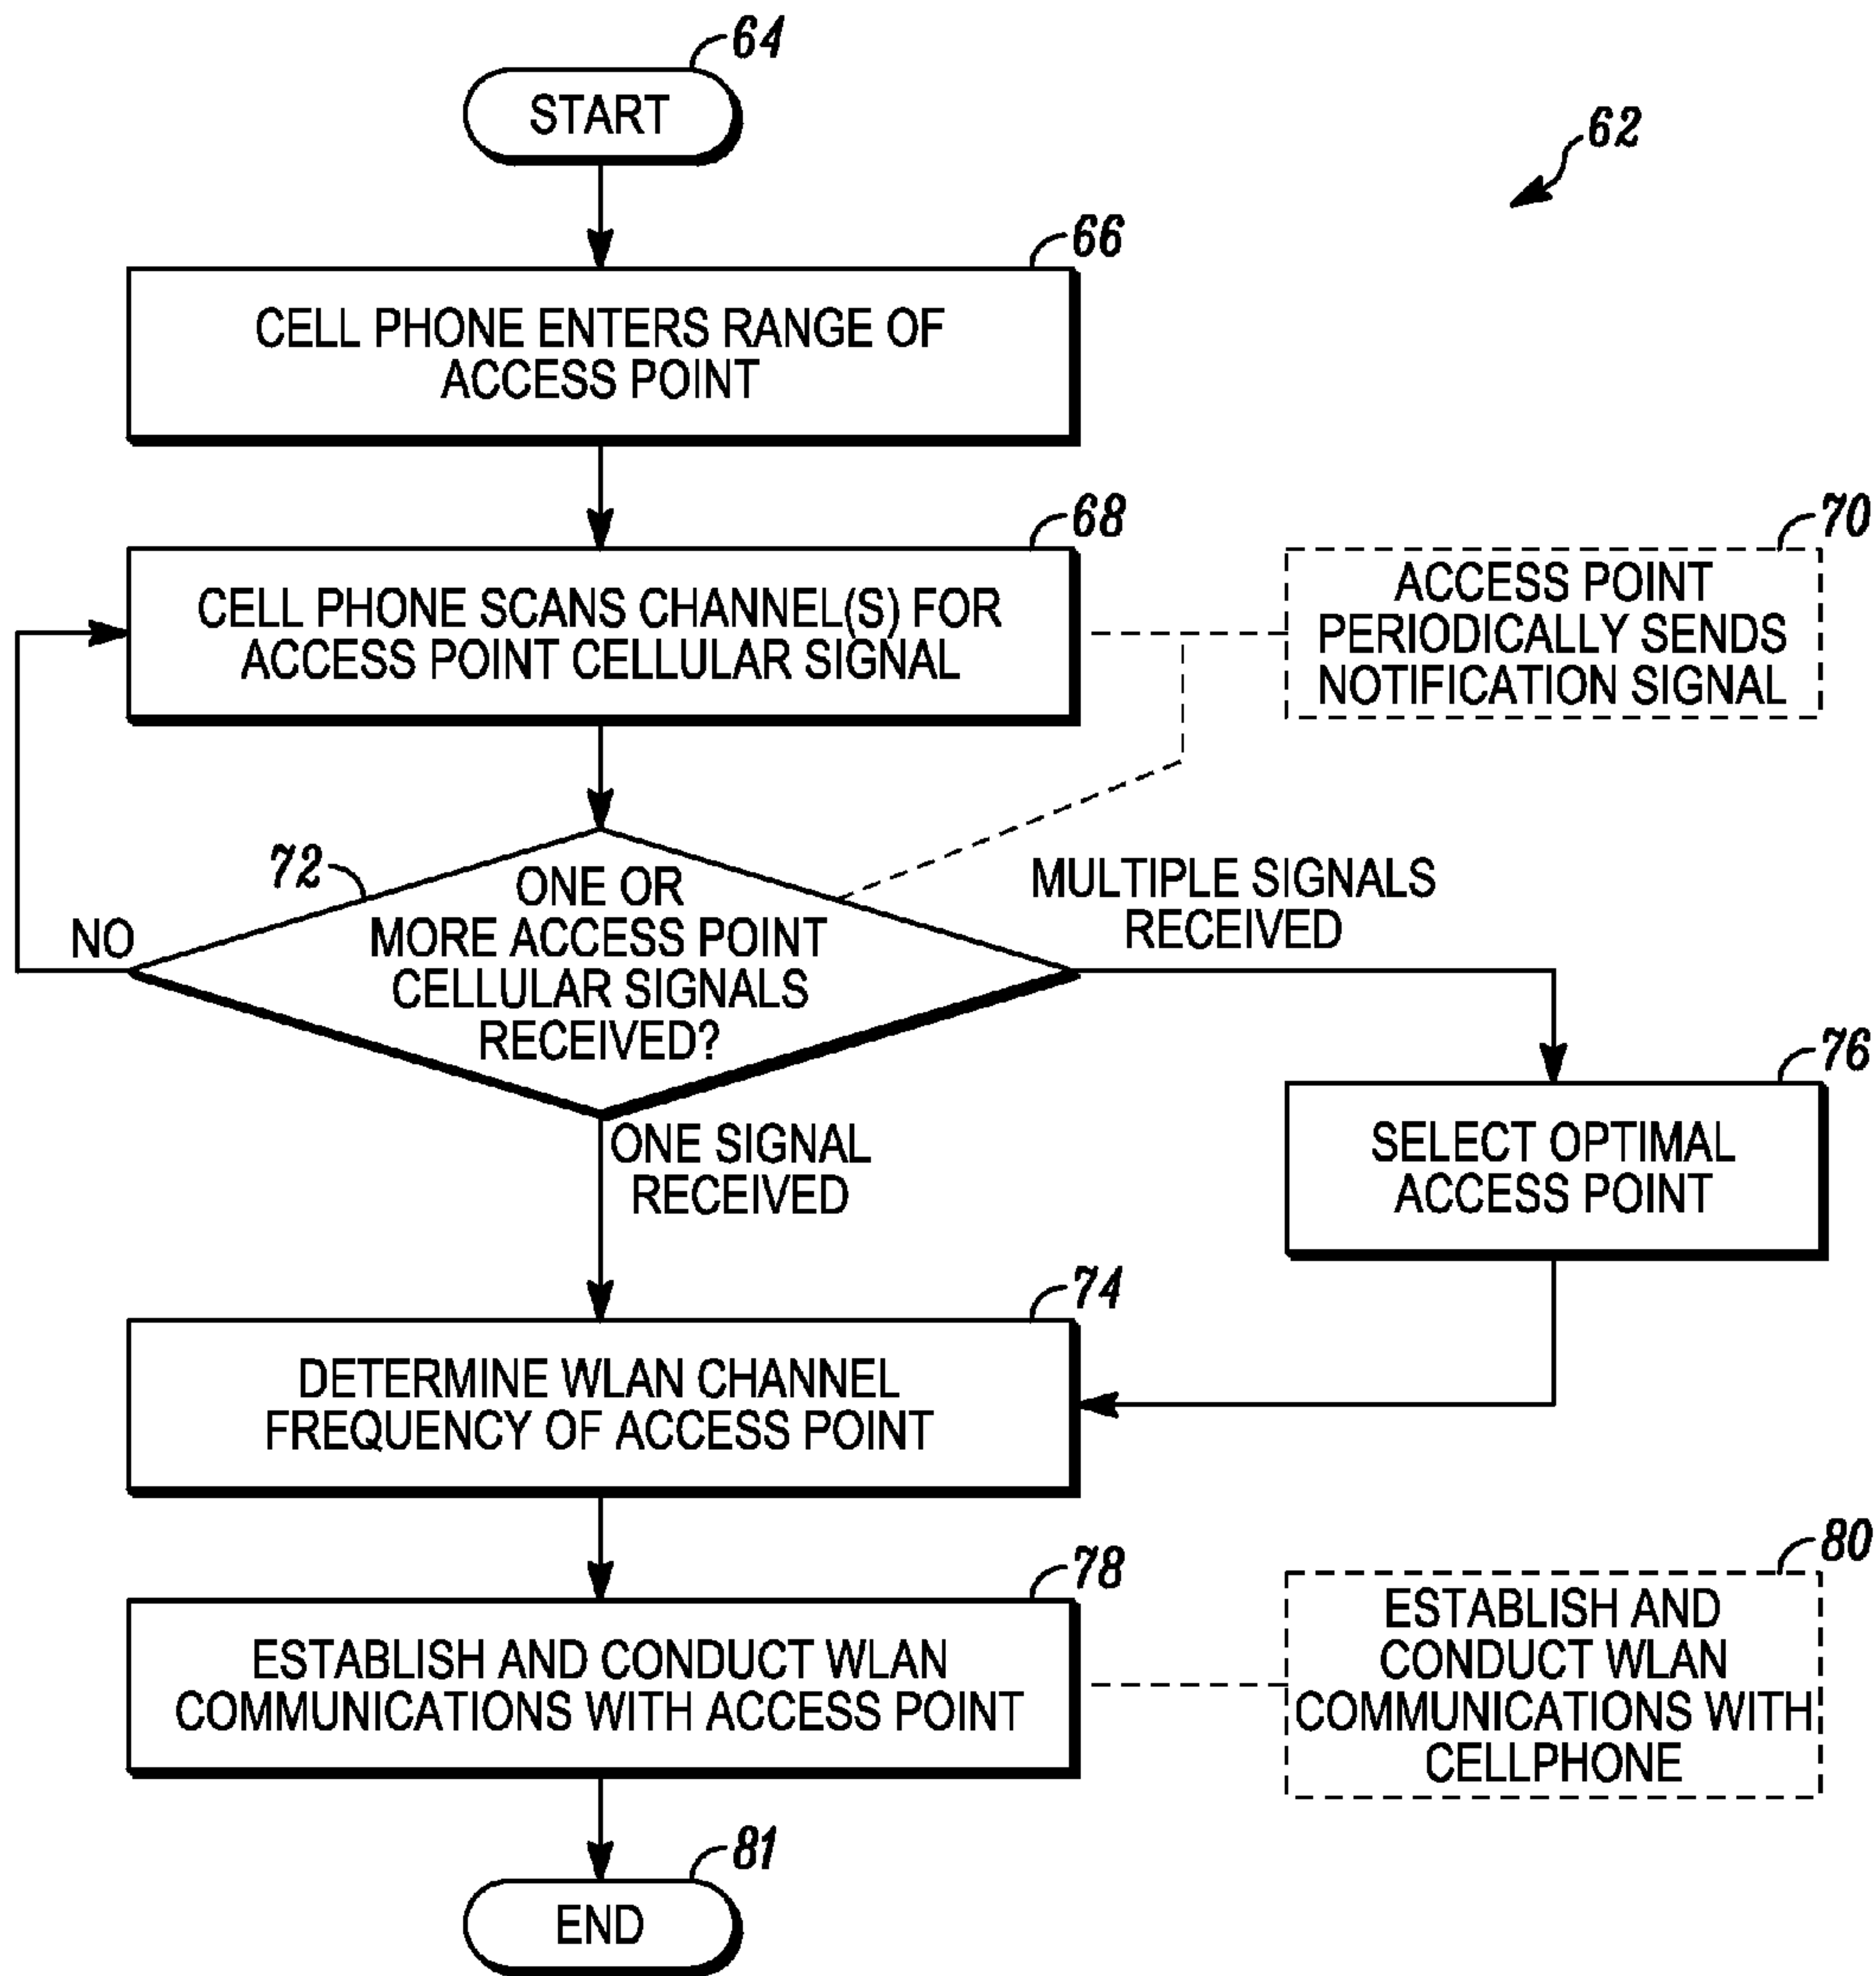 64
START
62
66
CELL PHONE ENTERS RANGE OF
ACCESS POINT
68
CELL PHONE SCANS CHANNEL(S) FOR
ACCESS POINT CELLULAR SIGNAL
70
ACCESS POINT
PERIODICALLY SENDS
NOTIFICATION SIGNAL
72
ONE OR
MORE ACCESS POINT
CELLULAR SIGNALS
RECEIVED?
NO
MULTIPLE SIGNALS
RECEIVED
ONE SIGNAL
RECEIVED
76
SELECT OPTIMAL
ACCESS POINT
74
DETERMINE WLAN CHANNEL
FREQUENCY OF ACCESS POINT
78
ESTABLISH AND CONDUCT WLAN
COMMUNICATIONS WITH ACCESS POINT
80
ESTABLISH AND
CONDUCT WLAN
COMMUNICATIONS WITH
CELLPHONE
81
END